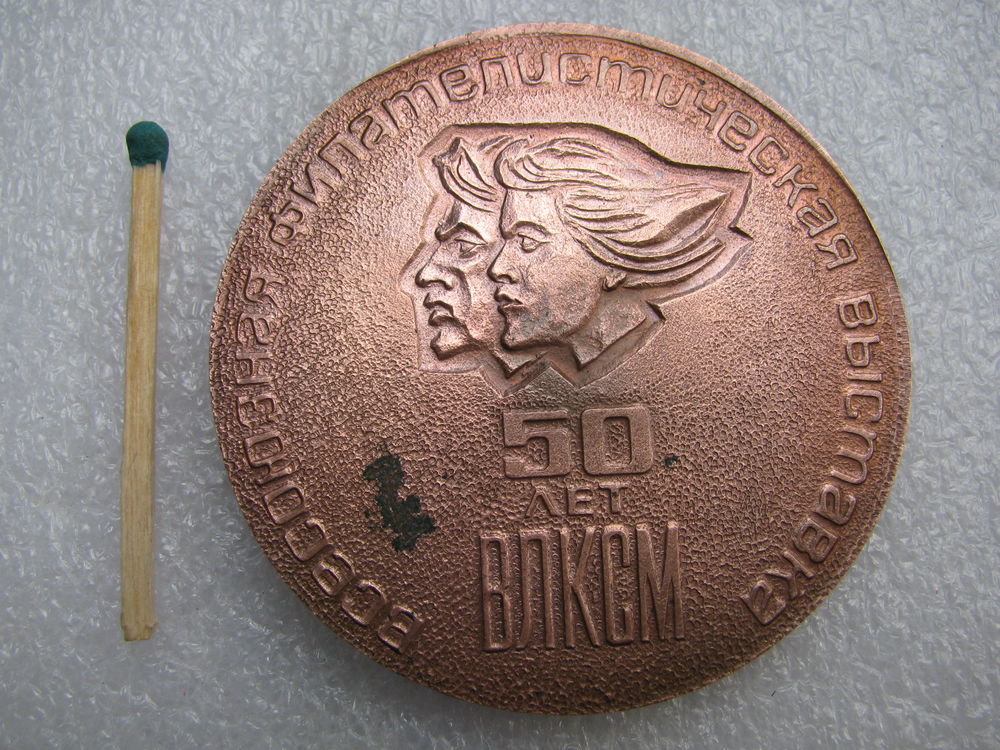 всесоюзная филателистическая выставка
50
ЛЕТ
ВЛКСМ